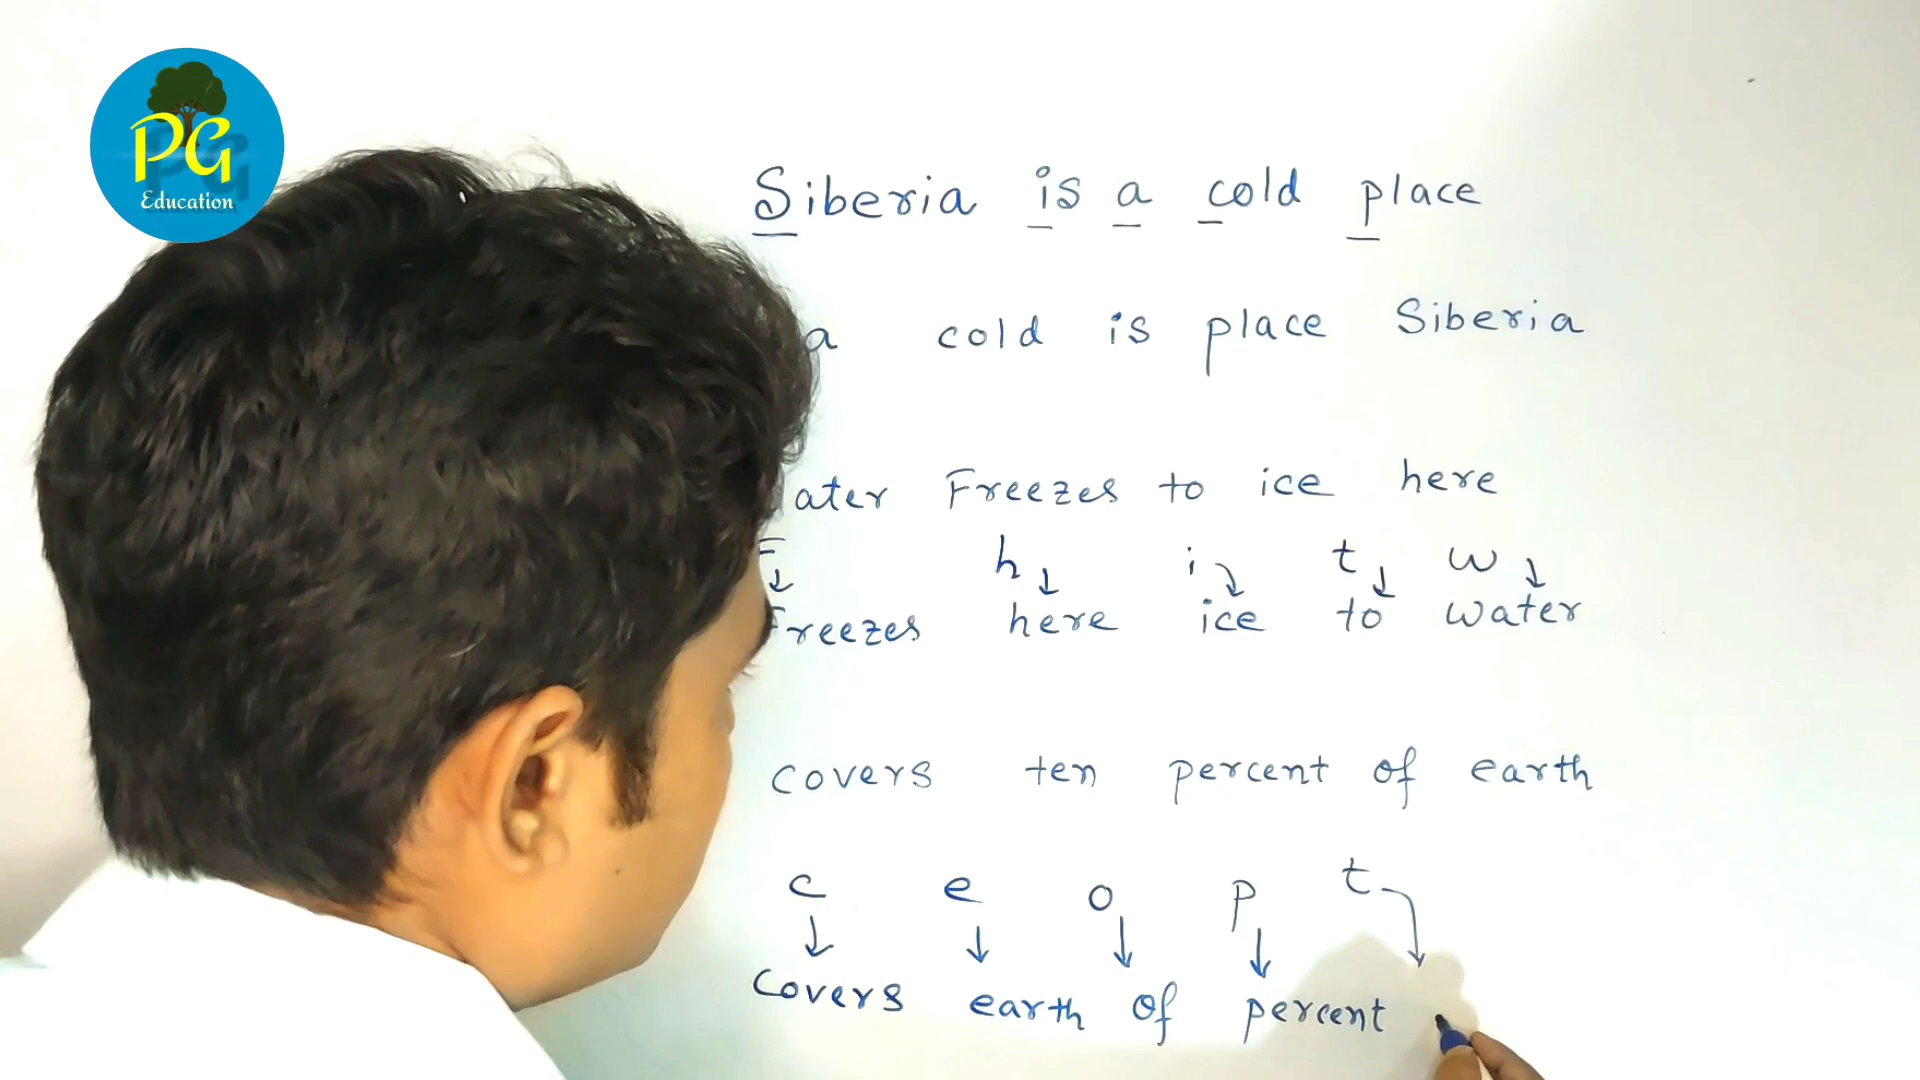 PG
Education
Siberia is a cold place
a cold is place Siberia
ater Freezes to ice here
F h i t w
Freezes here ice to water
covers ten percent of earth
c e o p t
Covers earth of percent